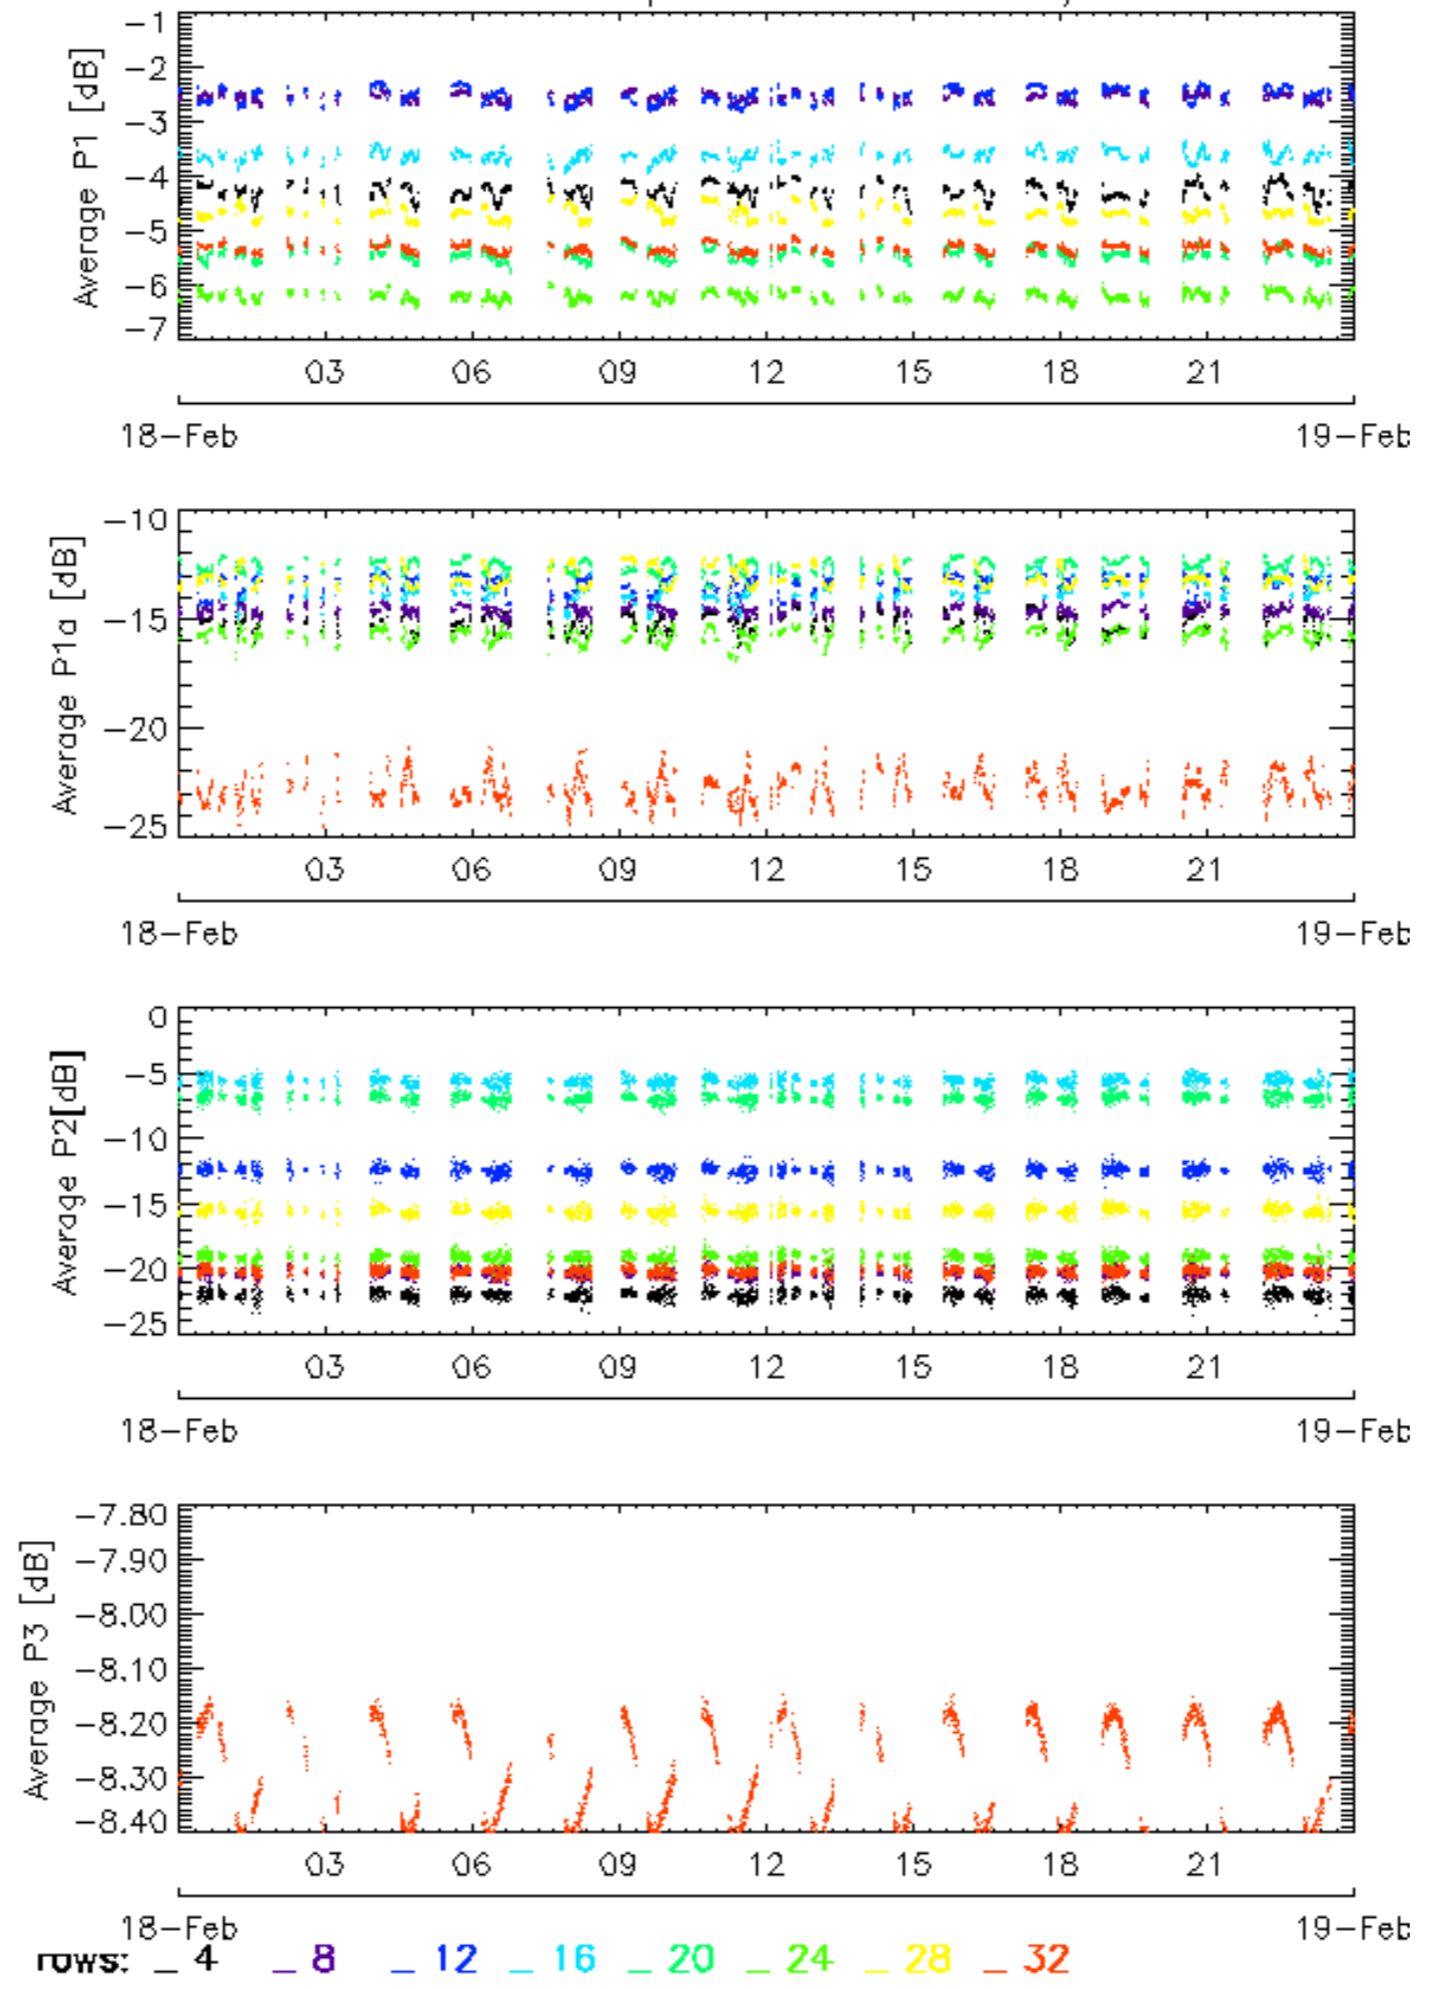 Average P1 [dB]
-1
-2
-3
-4
-5
-6
-7
03 06 09 12 15 18 21
18-Feb 19-Feb
Average P1a [dB]
-10
-15
-20
-25
03 06 09 12 15 18 21
18-Feb 19-Feb
Average P2[dB]
0
-5
-10
-15
-20
-25
03 06 09 12 15 18 21
18-Feb 19-Feb
Average P3 [dB]
-7.80
-7.90
-8.00
-8.10
-8.20
-8.30
-8.40
03 06 09 12 15 18 21
18-Feb 19-Feb
rows: _ 4 _ 8 _ 12 _ 16 _ 20 _ 24 _ 28 _ 32